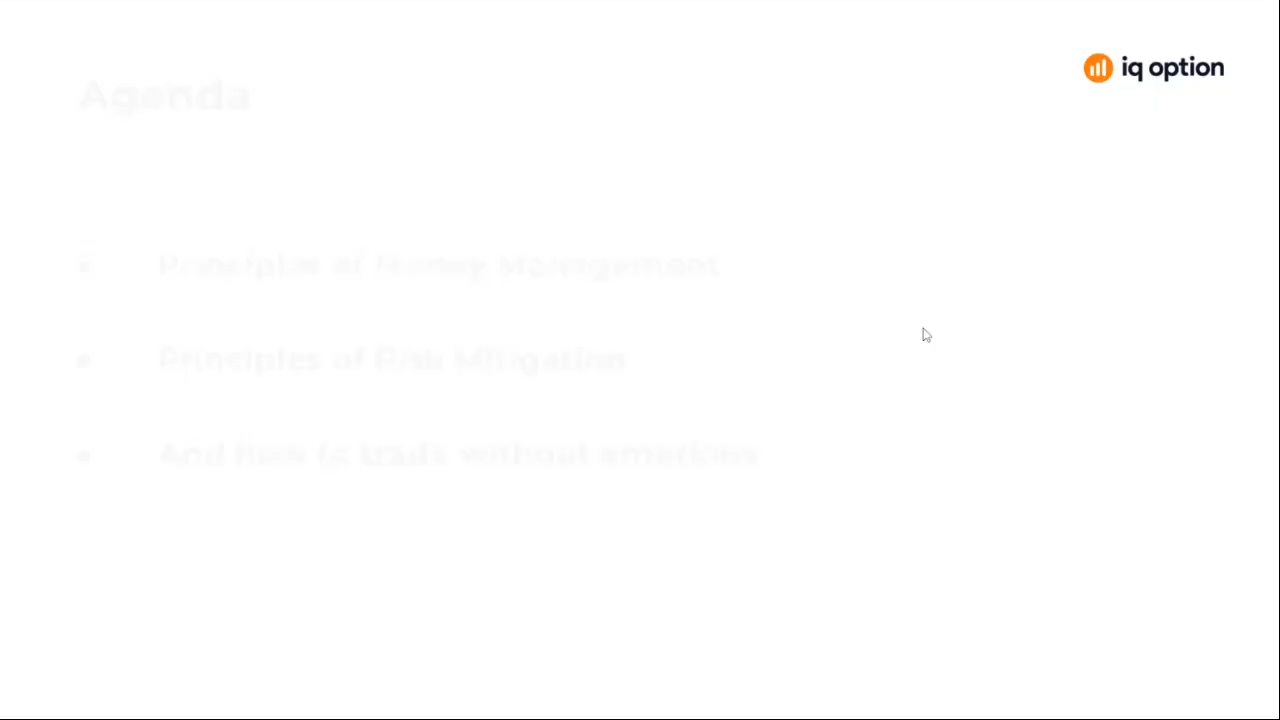 iq option
Agenda
• Principles of Money Management
• Principles of Risk Mitigation
• And how to trade without emotions